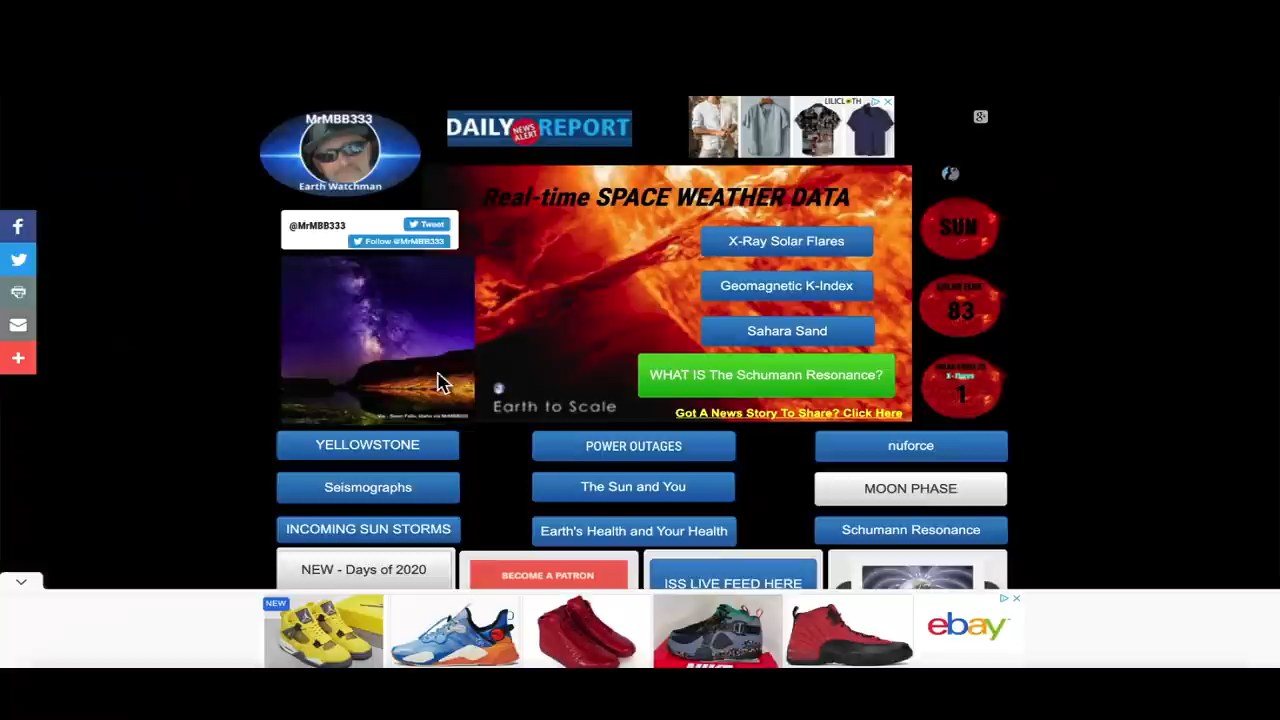 MrMBB333
Earth Watchman
DAILY NEWS ALERT REPORT
LILICLOTH
Real-time SPACE WEATHER DATA
@MrMBB333
Tweet
Follow @MrMBB333
X-Ray Solar Flares
Geomagnetic K-Index
Sahara Sand
WHAT IS The Schumann Resonance?
Earth to Scale
Got A News Story To Share? Click Here
SUN
83
X - Flares
1
YELLOWSTONE
POWER OUTAGES
nuforce
Seismographs
The Sun and You
MOON PHASE
INCOMING SUN STORMS
Earth's Health and Your Health
Schumann Resonance
NEW - Days of 2020
BECOME A PATRON
ISS LIVE FEED HERE
NEW
ebay